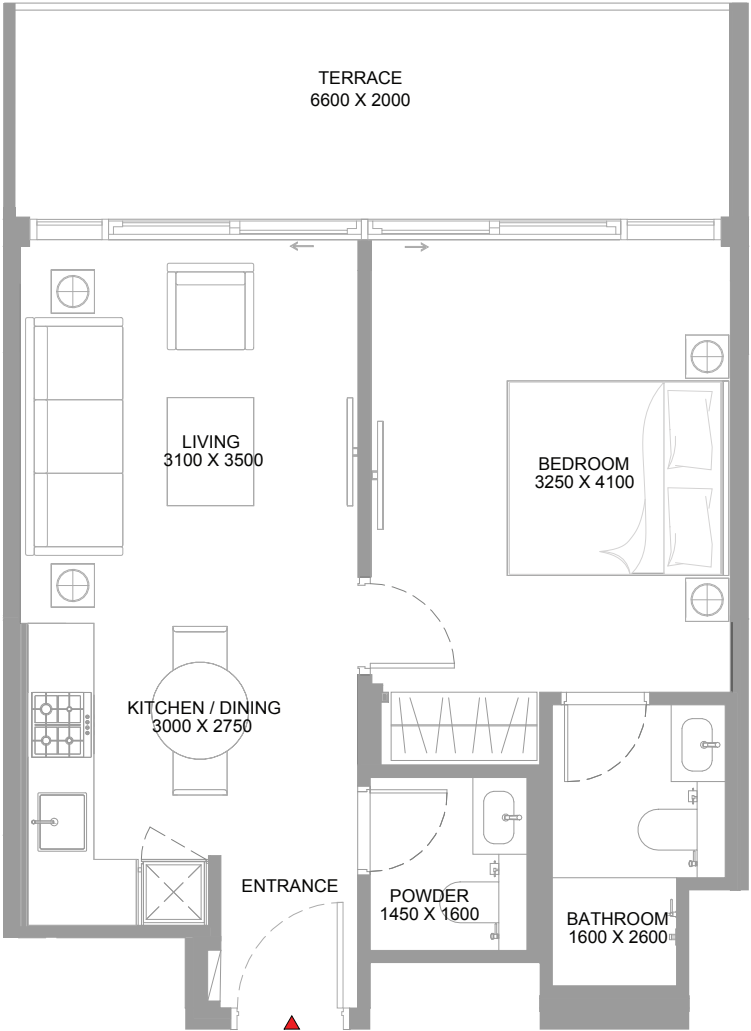 TERRACE
6600 X 2000
LIVING
3100 X 3500
BEDROOM
3250 X 4100
KITCHEN / DINING
3000 X 2750
ENTRANCE
POWDER
1450 X 1600
BATHROOM
1600 X 2600